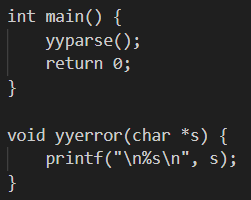 int main() {
    yyparse();
    return 0;
}

void yyerror(char *s) {
    printf("\n%s\n", s);
}